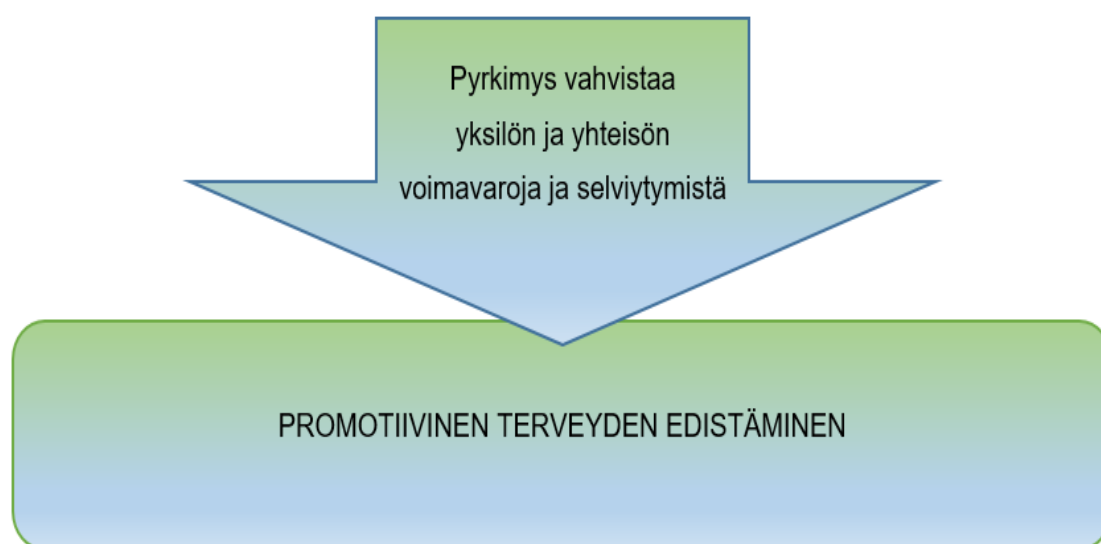 Pyrkimys vahvistaa
yksilön ja yhteisön
voimavaroja ja selviytymistä
PROMOTIIVINEN TERVEYDEN EDISTÄMINEN